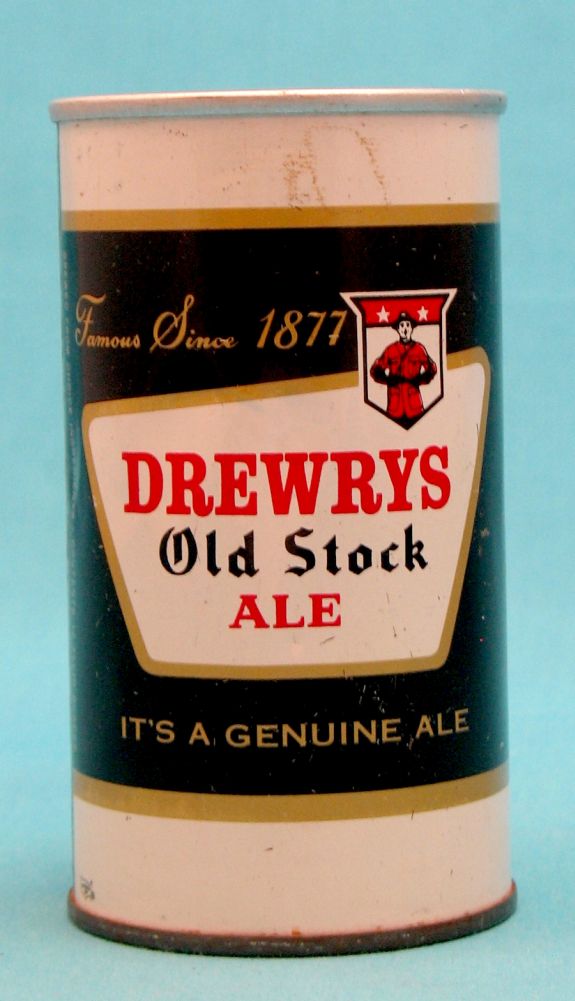 Famous Since 1877
DREWRYS
Old Stock
ALE
IT'S A GENUINE ALE